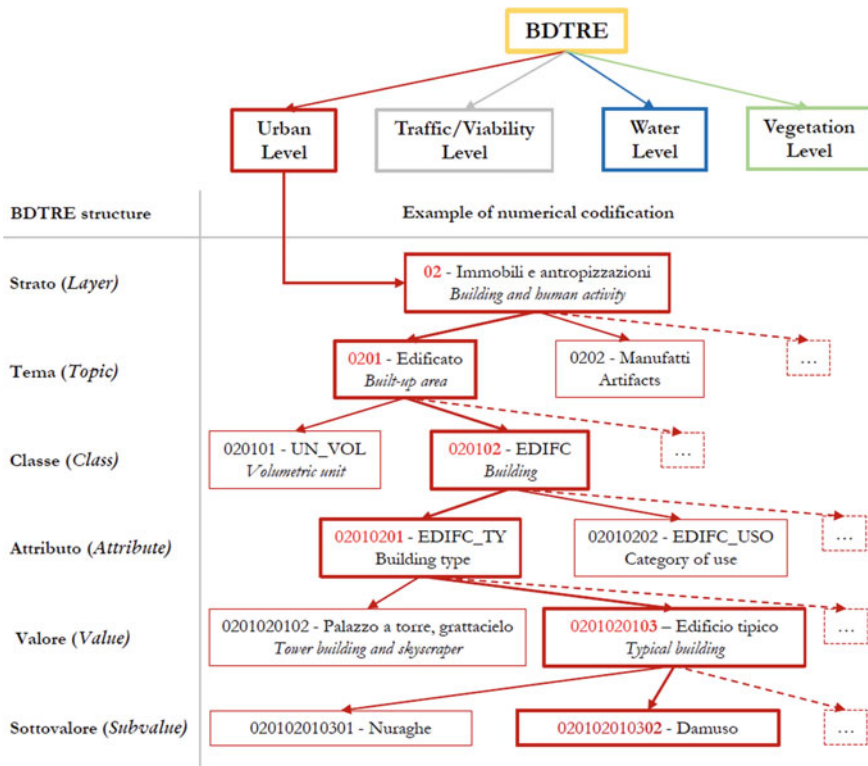 BDTRE
Urban
Level
Traffic/Viability
Level
Water
Level
Vegetation
Level
BDTRE structure
Example of numerical codification
Strato (Layer)
02 - Immobili e antropizzazioni
Building and human activity
Tema (Topic)
0201 - Edificato
Built-up area
0202 - Manufatti
Artifacts
...
Classe (Class)
020101 - UN_VOL
Volumetric unit
020102 - EDIFC
Building
...
Attributo (Attribute)
02010201 - EDIFC_TY
Building type
02010202 - EDIFC_USO
Category of use
...
Valore (Value)
0201020102 - Palazzo a torre, grattacielo
Tower building and skyscraper
0201020103 – Edificio tipico
Typical building
...
Sottovalore (Subvalue)
020102010301 - Nuraghe
020102010302 - Damuso
...